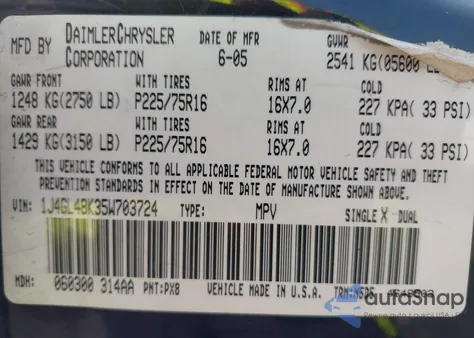 MFD BY DAIMLERCHRYSLER CORPORATION DATE OF MFR 6-05 GVWR 2541 KG(05600 L
GAWR FRONT WITH TIRES RIMS AT COLD
1248 KG(2750 LB) P225/75R16 16X7.0 227 KPA( 33 PSI)
GAWR REAR WITH TIRES RIMS AT COLD
1429 KG(3150 LB) P225/75R16 16X7.0 227 KPA( 33 PSI)
THIS VEHICLE CONFORMS TO ALL APPLICABLE FEDERAL MOTOR VEHICLE SAFETY AND THEFT
PREVENTION STANDARDS IN EFFECT ON THE DATE OF MANUFACTURE SHOWN ABOVE.
VIN: 1J4GL48K35W703724 TYPE: MPV SINGLE X DUAL
MDH: 060300 314AA PNT: PX8 VEHICLE MADE IN U.S.A.
autoSnap